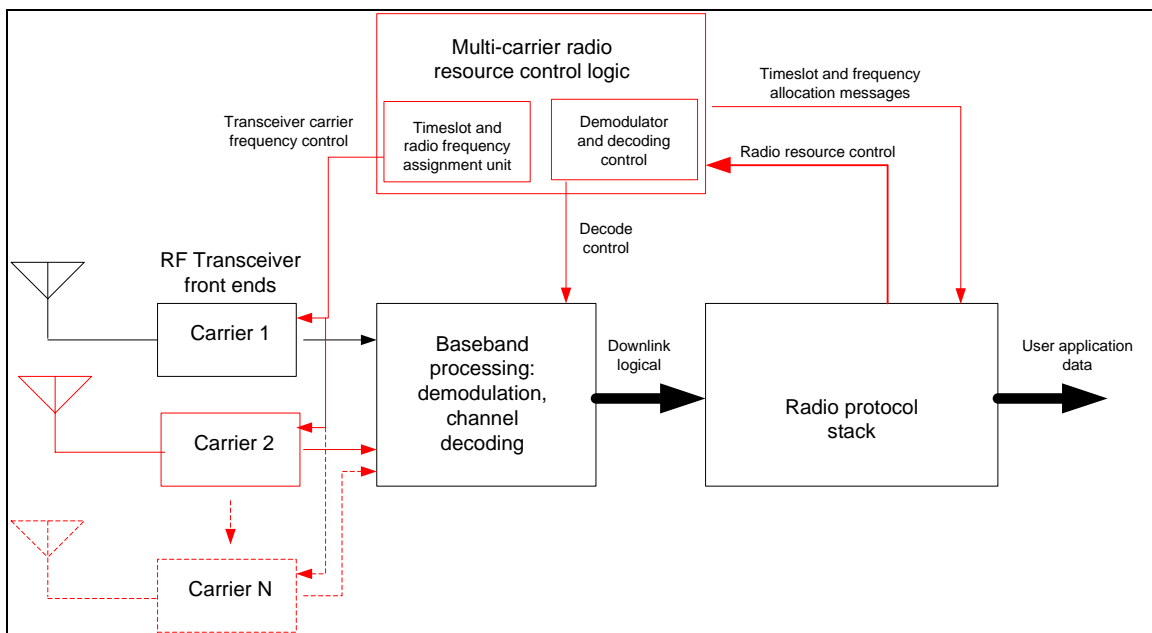 Multi-carrier radio
resource control logic
Timeslot and frequency
allocation messages
Transceiver carrier
frequency control
Timeslot and
radio frequency
assignment unit
Demodulator
and decoding
control
Radio resource control
Decode
control
RF Transceiver
front ends
Carrier 1
Baseband
processing:
demodulation,
channel
decoding
Downlink
logical
Radio protocol
stack
User application
data
Carrier 2
Carrier N